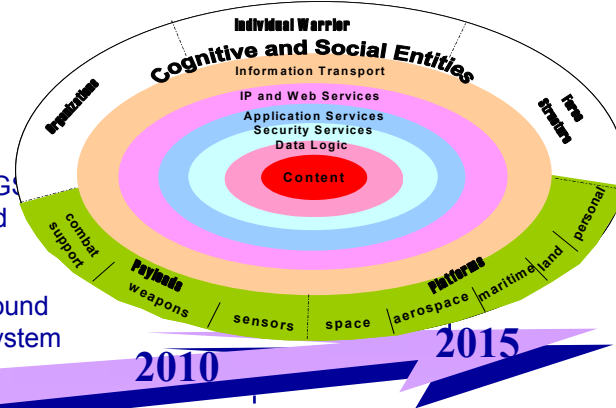 Individual Warrior
Cognitive and Social Entities
Organizations
Force
Structure
Information Transport
IP and Web Services
Application Services
Security Services
Data Logic
Content
combat
support
Payloads
weapons
sensors
space
aerospace
maritime
land
personal
Platforms
ystem
2010
2015